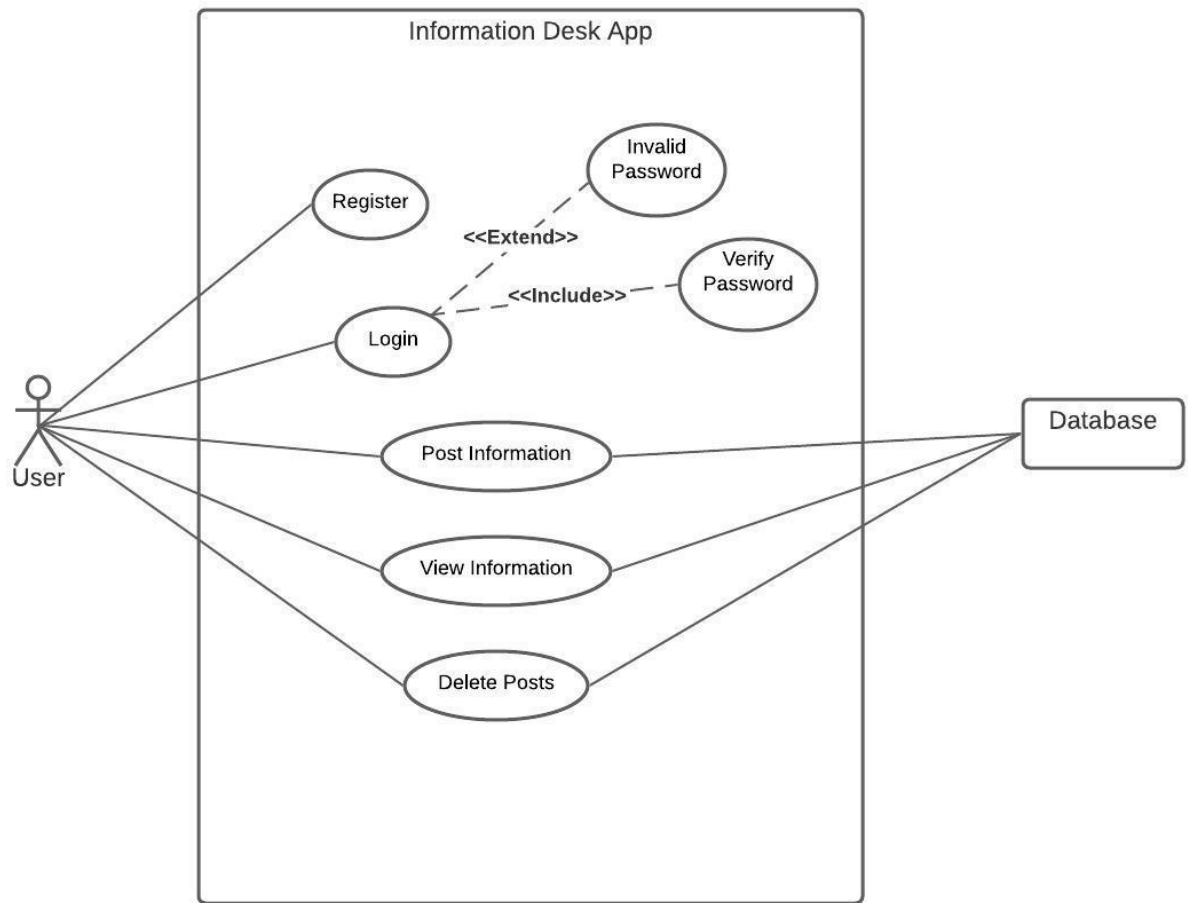 Information Desk App
Invalid
Password
Register
<<Extend>>
Verify
Password
<<Include>>
Login
User
Post Information
Database
View Information
Delete Posts